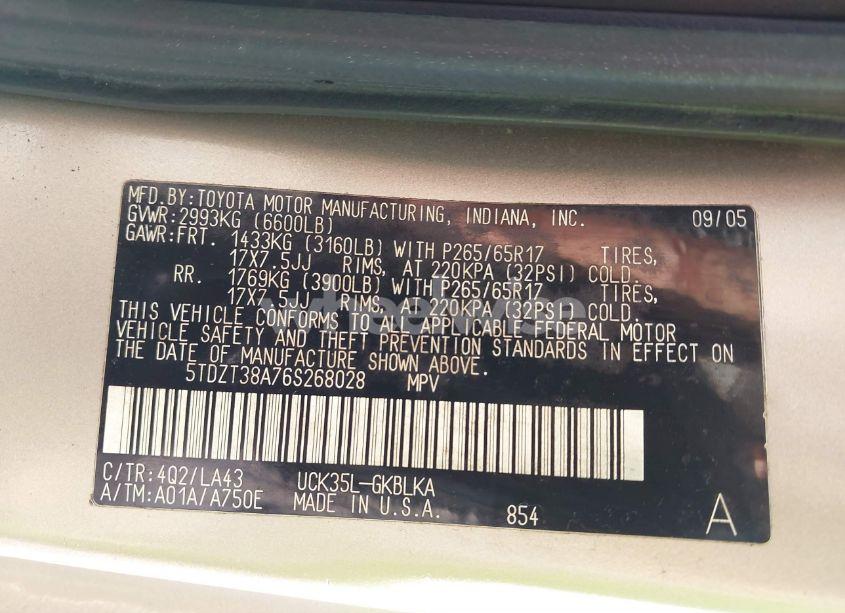 MFD.BY:TOYOTA MOTOR MANUFACTURING, INDIANA, INC. 09/05
GVWR:2993KG (6600LB)
GAWR:FRT. 1433KG (3160LB) WITH P265/65R17 TIRES,
17X7.5JJ RIMS, AT 220KPA (32PSI) COLD.
RR. 1769KG (3900LB) WITH P265/65R17 TIRES,
17X7.5JJ RIMS, AT 220KPA (32PSI) COLD.
THIS VEHICLE CONFORMS TO ALL APPLICABLE FEDERAL MOTOR
VEHICLE SAFETY AND THEFT PREVENTION STANDARDS IN EFFECT ON
THE DATE OF MANUFACTURE SHOWN ABOVE.
5TDZT38A76S268028 MPV
C/TR:4Q2/LA43 UCK35L-GKBLKA
A/TM:A01A/A750E MADE IN U.S.A. 854 A